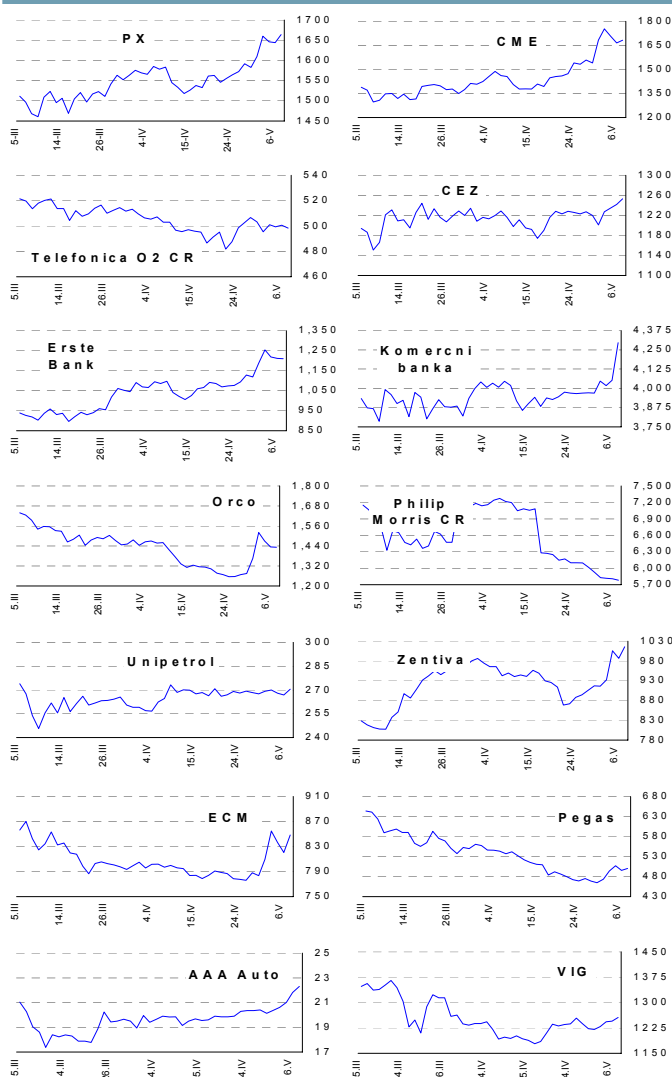 PX
1700
1650
1600
1550
1500
1450
5-III 14-III 26-III 4-IV 15-IV 24-IV 6-V
CME
1800
1650
1500
1350
1200
5.III 14.III 26.III 4.IV 15.IV 24.IV 6.V
Telefonica O2 CR
540
520
500
480
460
5.III 14.III 26.III 4.IV 15.IV 24.IV 6.V
CEZ
1300
1260
1220
1180
1140
1100
5.III 14.III 26.III 4.IV 15.IV 24.IV 6.V
Erste
Bank
1,350
1,250
1,150
1,050
950
850
5.III 14.III 26.III 4.IV 15.IV 24.IV 6.V
Komercni
banka
4,375
4,250
4,125
4,000
3,875
3,750
5.III 14.III 26.III 4.IV 15.IV 24.IV 6.V
Orco
1,800
1,680
1,560
1,440
1,320
1,200
5.III 14.III 26.III 4.IV 15.IV 24.IV 6.V
Philip
Morris CR
7,500
7,200
6,900
6,600
6,300
6,000
5,700
5.III 14.III 26.III 4.IV 15.IV 24.IV 6.V
Unipetrol
300
285
270
255
240
5.III 14.III 26.III 4.IV 15.IV 24.IV 6.V
Zentiva
1030
980
930
880
830
780
5.III 14.III 26.III 4.IV 15.IV 24.IV 6.V
ECM
910
870
830
790
750
5.III 14.III 26.III 4.IV 15.IV 24.IV 6.V
Pegas
680
630
580
530
480
430
5.III 14.III 26.III 4.IV 15.IV 24.IV 6.V
AAA Auto
25
23
21
19
17
5.III 4.III 6.III 4.IV 5.IV 4.IV 6.V
VIG
1450
1375
1300
1225
1150
5.III 14.III 26.III 4.IV 15.IV 24.IV 6.V